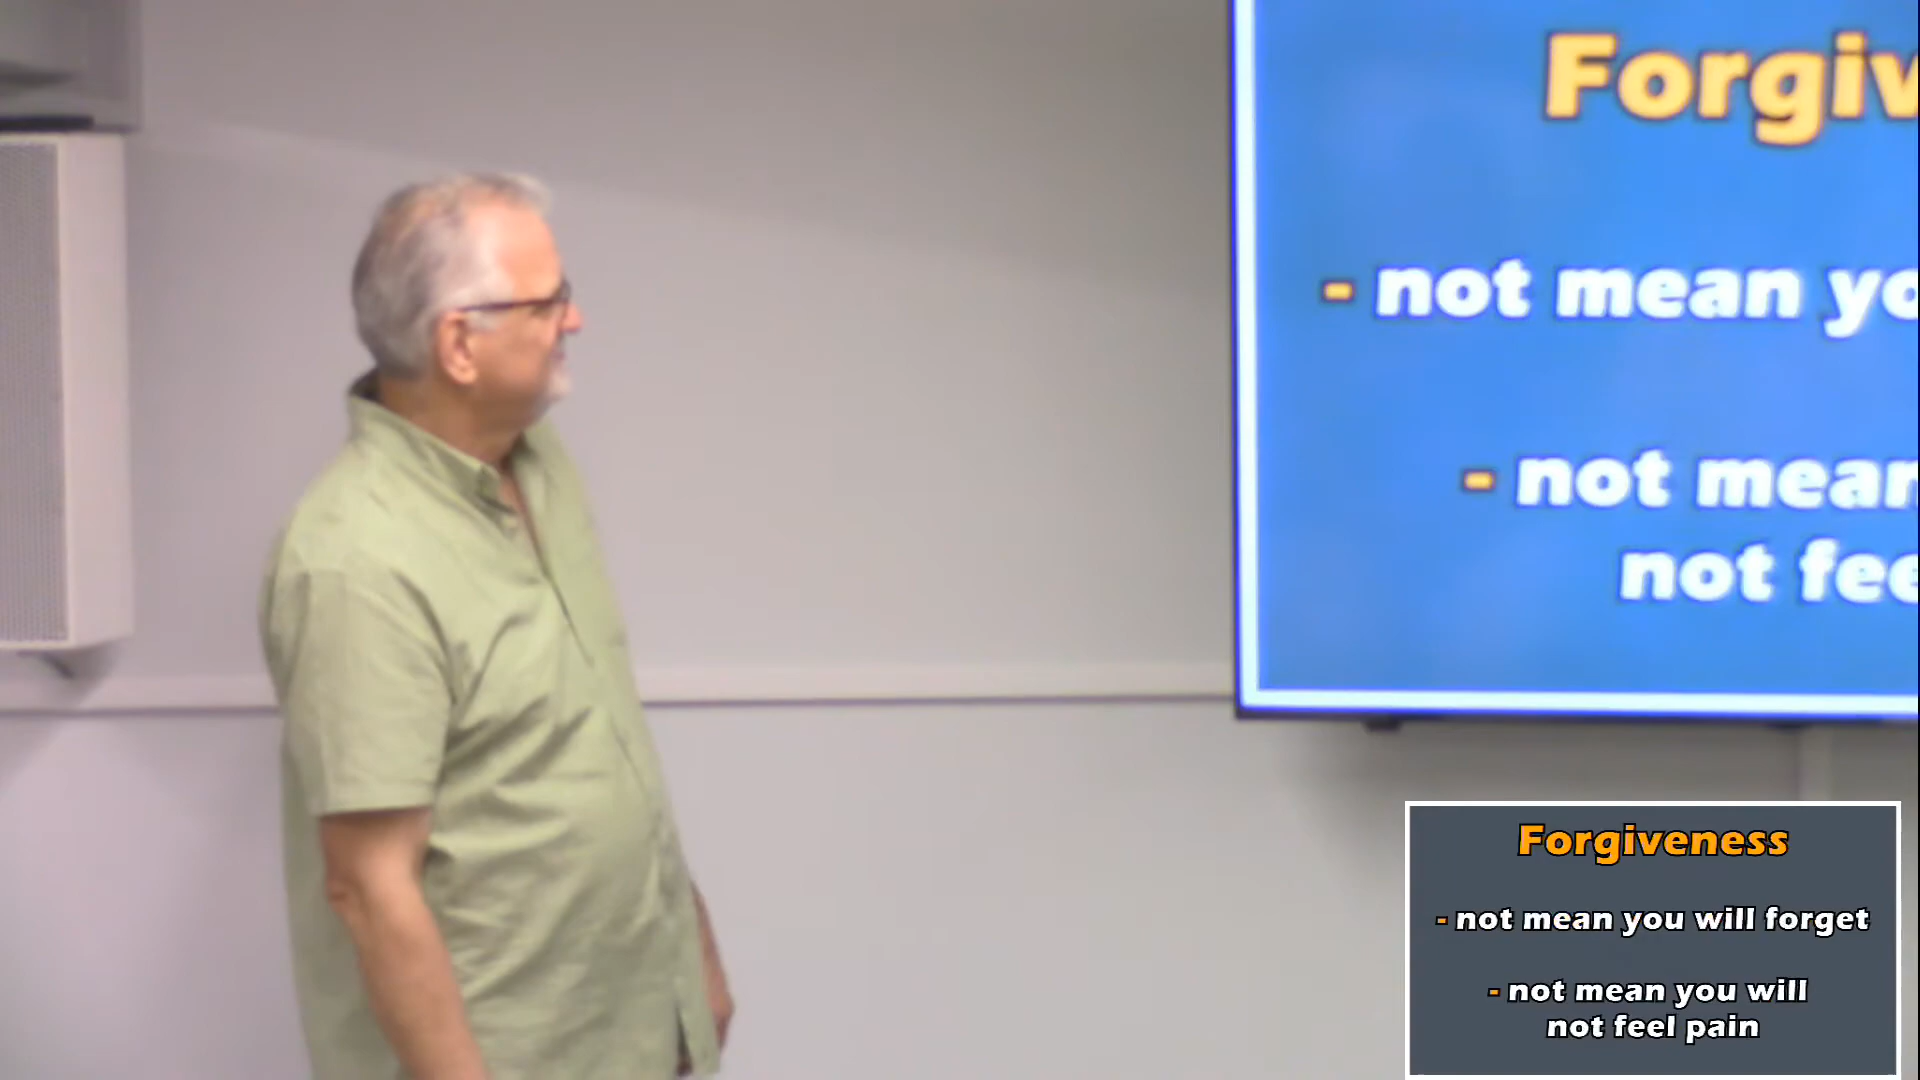 Forgiv
- not mean yo
- not mean
not fee
Forgiveness
- not mean you will forget
- not mean you will
not feel pain